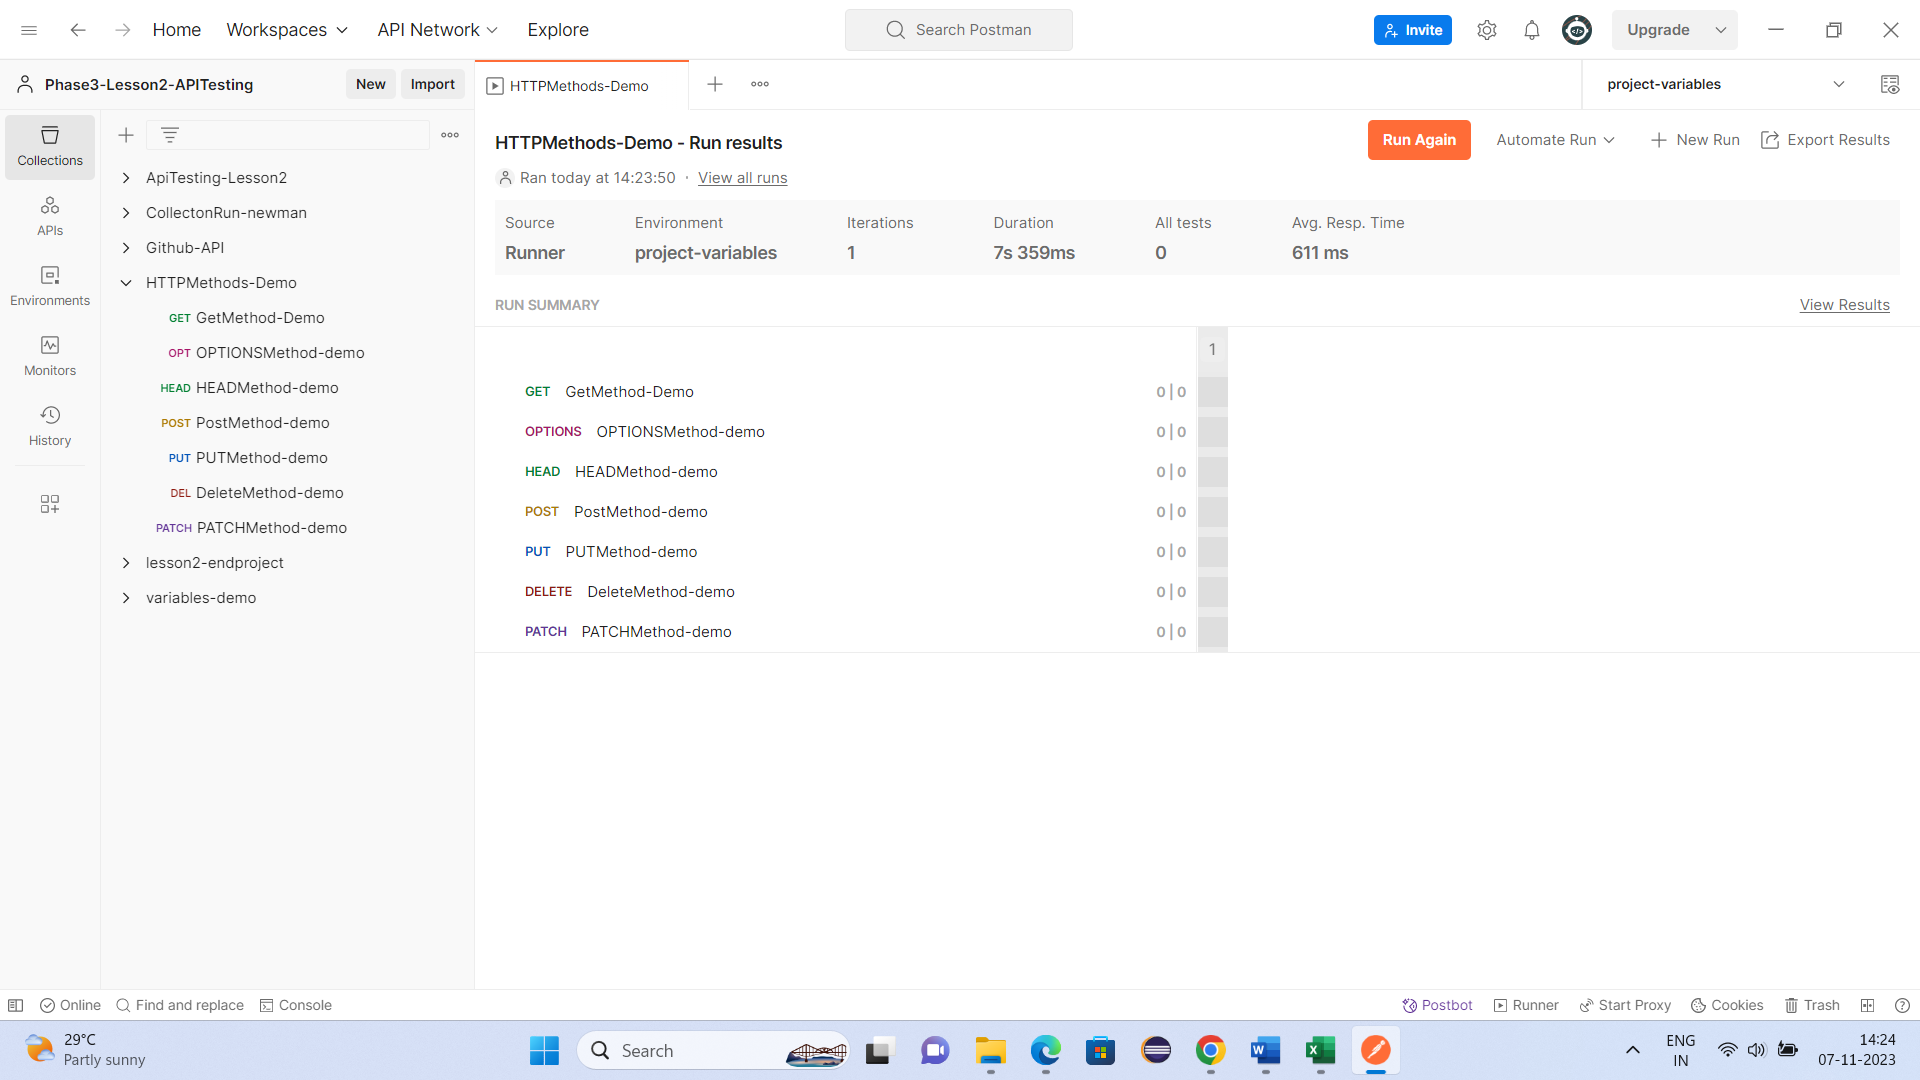 Home Workspaces API Network Explore Search Postman Invite Upgrade
Phase3-Lesson2-APITesting New Import HTTPMethods-Demo project-variables
Collections
APIs
Environments
Monitors
History
ApiTesting-Lesson2
CollectonRun-newman
Github-API
HTTPMethods-Demo
GET GetMethod-Demo
OPT OPTIONSMethod-demo
HEAD HEADMethod-demo
POST PostMethod-demo
PUT PUTMethod-demo
DEL DeleteMethod-demo
PATCH PATCHMethod-demo
lesson2-endproject
variables-demo
HTTPMethods-Demo - Run results Run Again Automate Run New Run Export Results
Ran today at 14:23:50 · View all runs
Source Environment Iterations Duration All tests Avg. Resp. Time
Runner project-variables 1 7s 359ms 0 611 ms
RUN SUMMARY View Results
1
GET GetMethod-Demo 0 | 0
OPTIONS OPTIONSMethod-demo 0 | 0
HEAD HEADMethod-demo 0 | 0
POST PostMethod-demo 0 | 0
PUT PUTMethod-demo 0 | 0
DELETE DeleteMethod-demo 0 | 0
PATCH PATCHMethod-demo 0 | 0
Online Find and replace Console Postbot Runner Start Proxy Cookies Trash
29°C
Partly sunny
Search
ENG
IN
14:24
07-11-2023